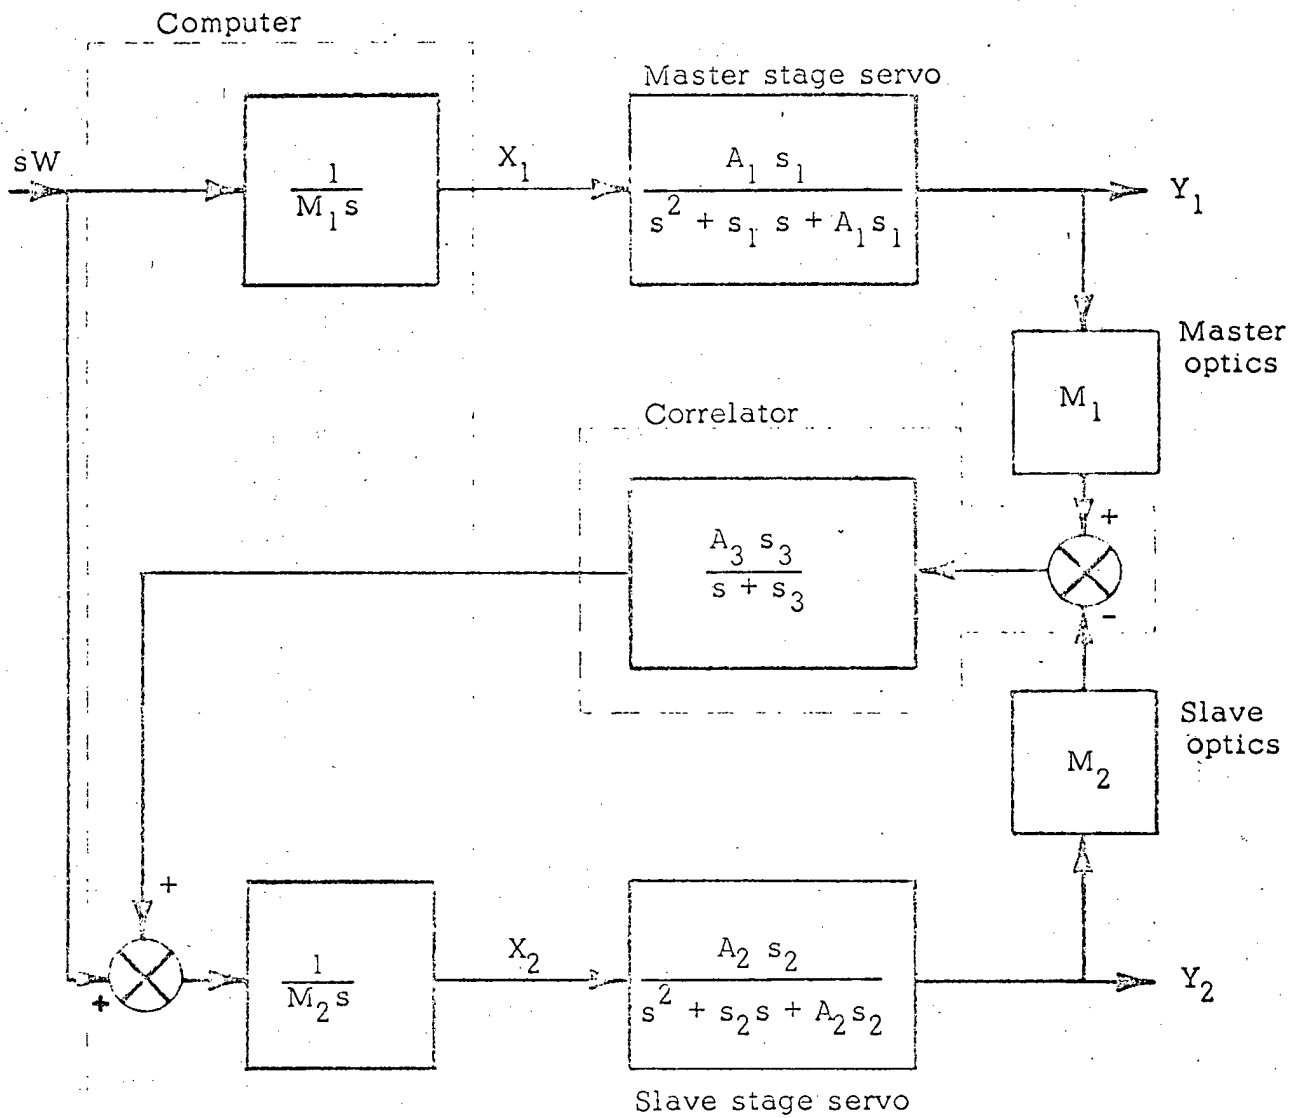 Computer
Master stage servo
sW
1
M₁s
X₁
A₁ s₁
s² + s₁ s + A₁s₁
Y₁
Master
optics
M₁
Correlator
+
A₃ s₃
s + s₃
-
Slave
optics
M₂
+
+
1
M₂s
X₂
A₂ s₂
s² + s₂s + A₂s₂
Y₂
Slave stage servo